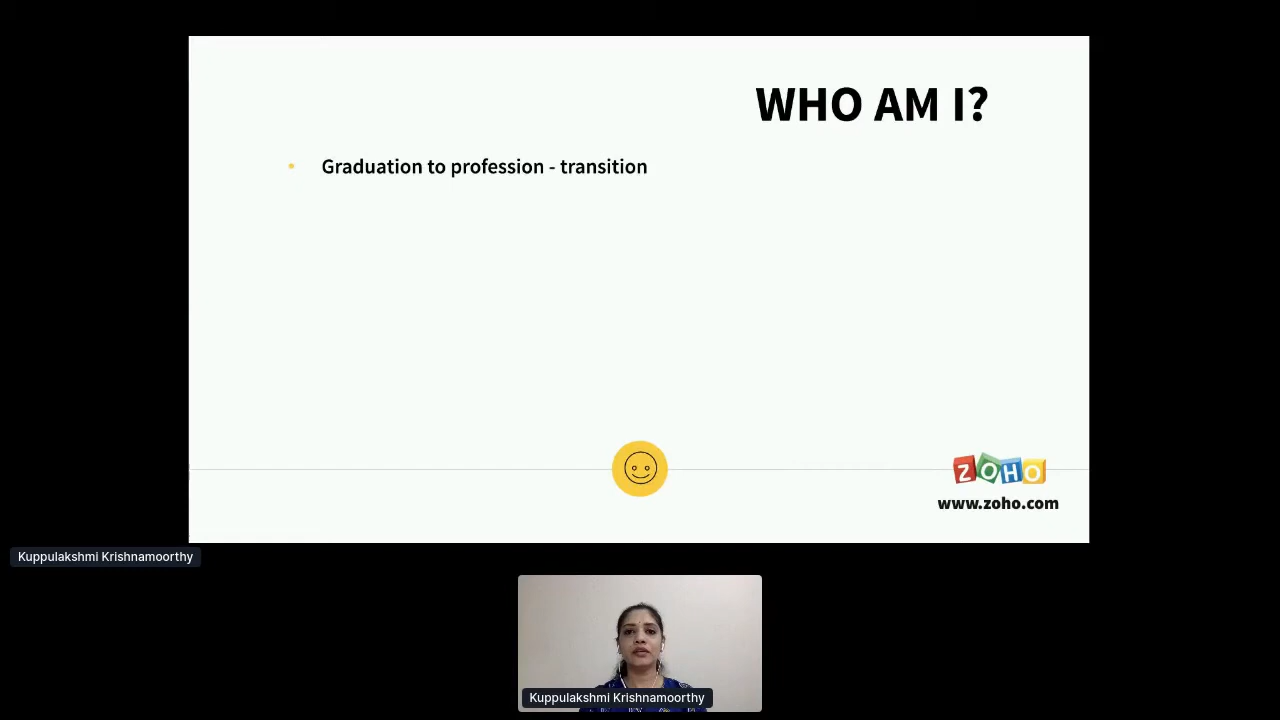 WHO AM I?
Graduation to profession - transition
ZOHO
www.zoho.com
Kuppulakshmi Krishnamoorthy
Kuppulakshmi Krishnamoorthy